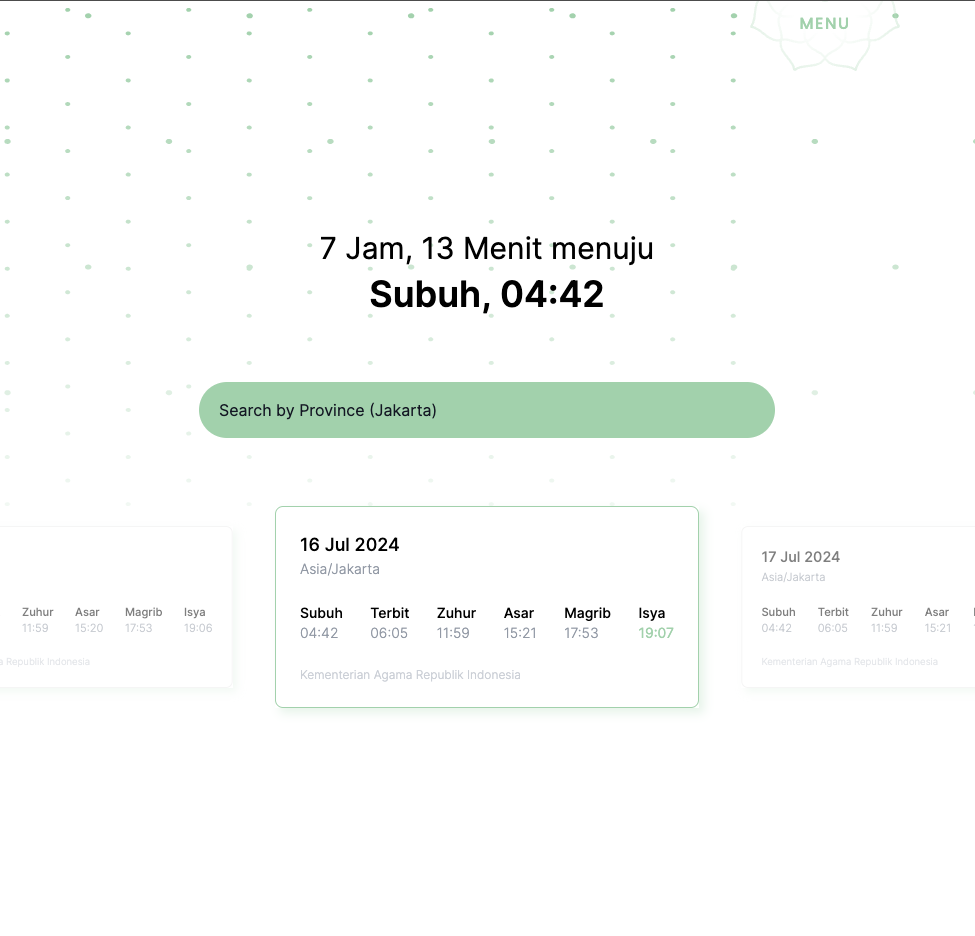 MENU
7 Jam, 13 Menit menuju
Subuh, 04:42
Search by Province (Jakarta)
Zuhur Asar Magrib Isya
11:59 15:20 17:53 19:06
Republik Indonesia
16 Jul 2024
Asia/Jakarta
Subuh Terbit Zuhur Asar Magrib Isya
04:42 06:05 11:59 15:21 17:53 19:07
Kementerian Agama Republik Indonesia
17 Jul 2024
Asia/Jakarta
Subuh Terbit Zuhur Asar
04:42 06:05 11:59 15:21
Kementerian Agama Republik Indonesia